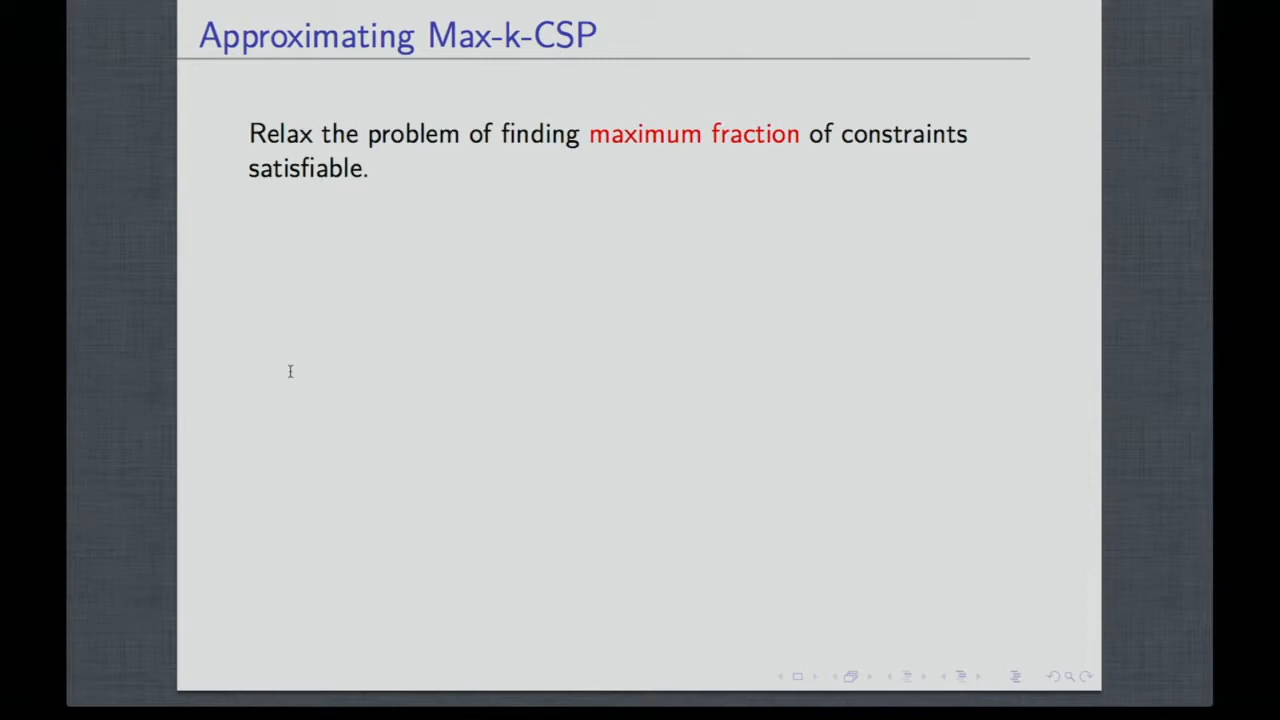 Approximating Max-k-CSP
Relax the problem of finding maximum fraction of constraints
satisfiable.